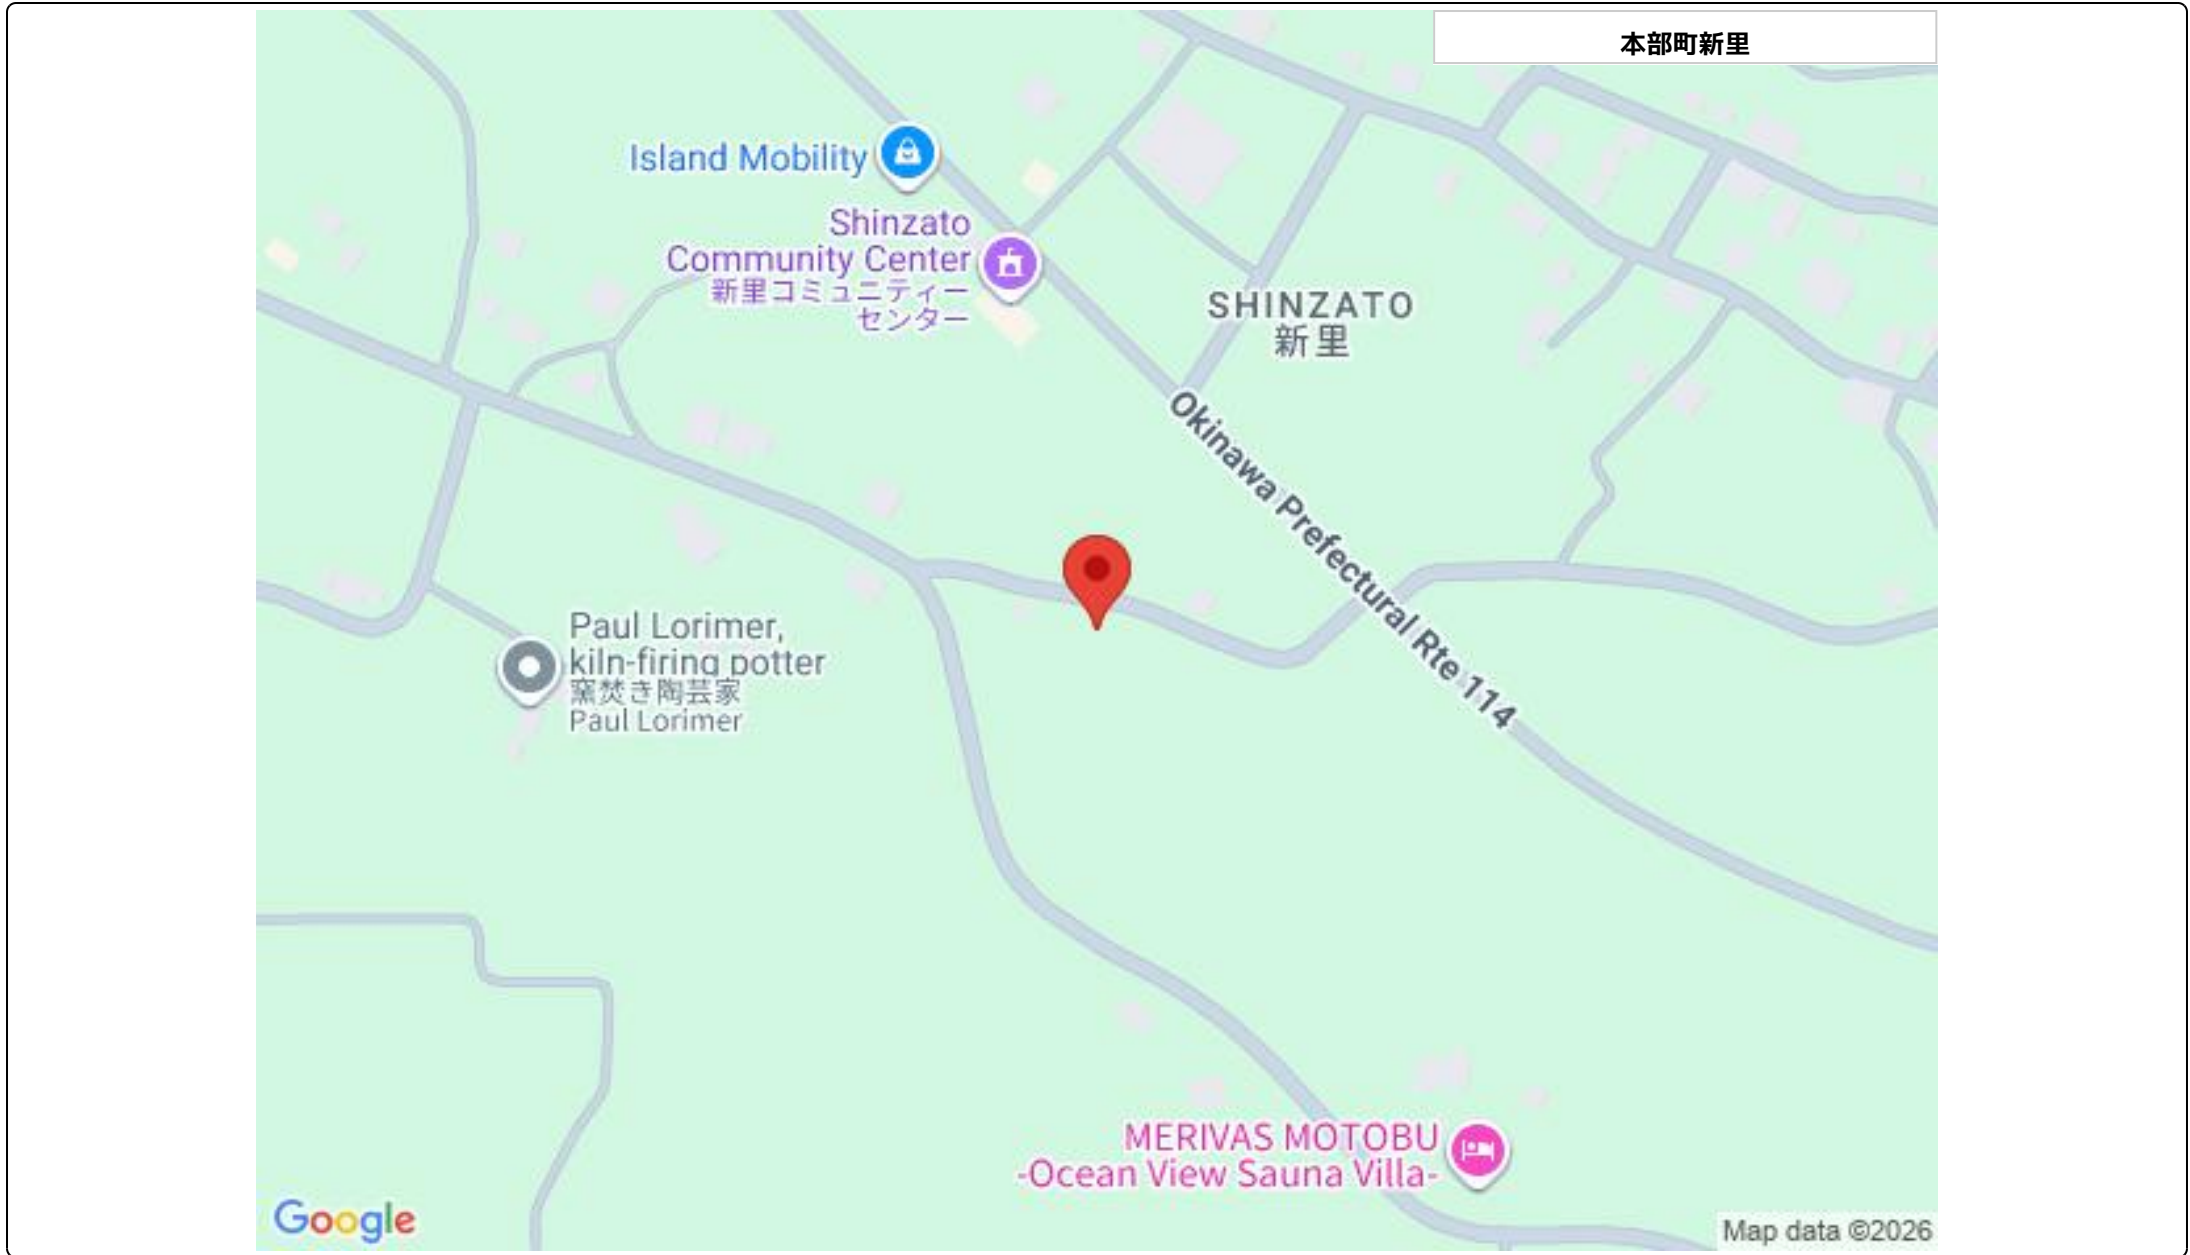 本部町新里
Island Mobility
Shinzato
Community Center
新里コミュニティー
センター
SHINZATO
新里
Okinawa Prefectural Rte 114
Paul Lorimer,
kiln-firing potter
窯焚き陶芸家
Paul Lorimer
MERIVAS MOTOBU
-Ocean View Sauna Villa-
Google
Map data ©2026